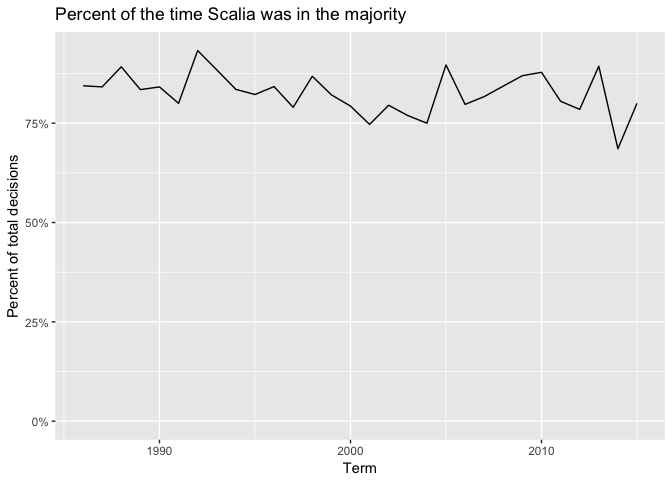 Percent of the time Scalia was in the majority
Percent of total decisions
75%
50%
25%
0%
1990 2000 2010
Term